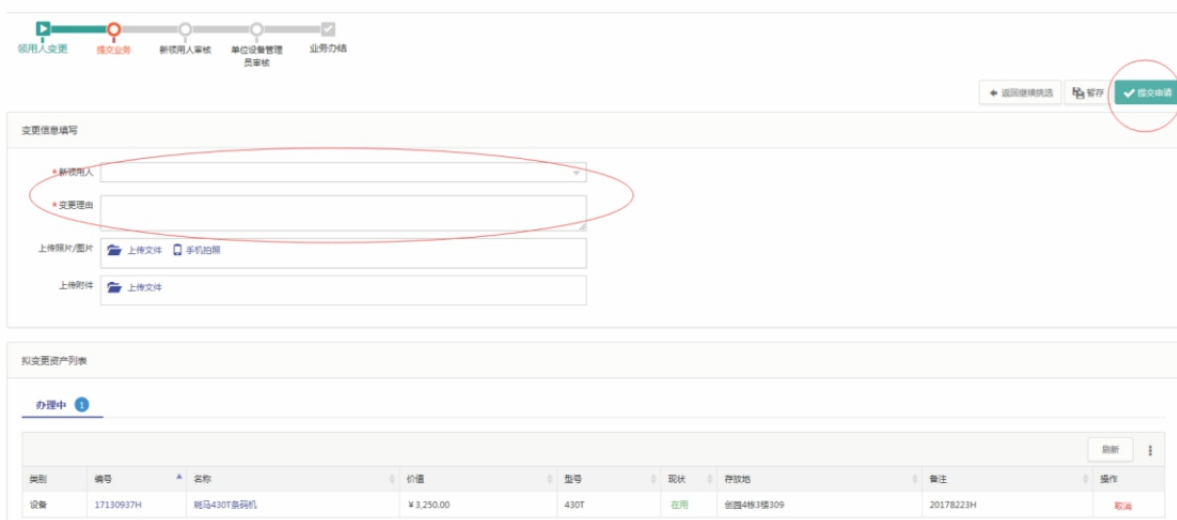 领用人变更 提交业务 新领用人审核 单位设备管理 业务办结
员审核
返回继续挑选 暂存 提交申请
变更信息填写
*新领用人
*变更理由
上传照片/图片 上传文件 手机拍照
上传附件 上传文件
拟变更资产列表
办理中 1
刷新
类别 编号 名称 价值 型号 现状 存放地 备注 操作
设备 17130937H 斑马430T条码机 ¥3,250.00 430T 在用 创园4栋3楼309 20178223H 取消